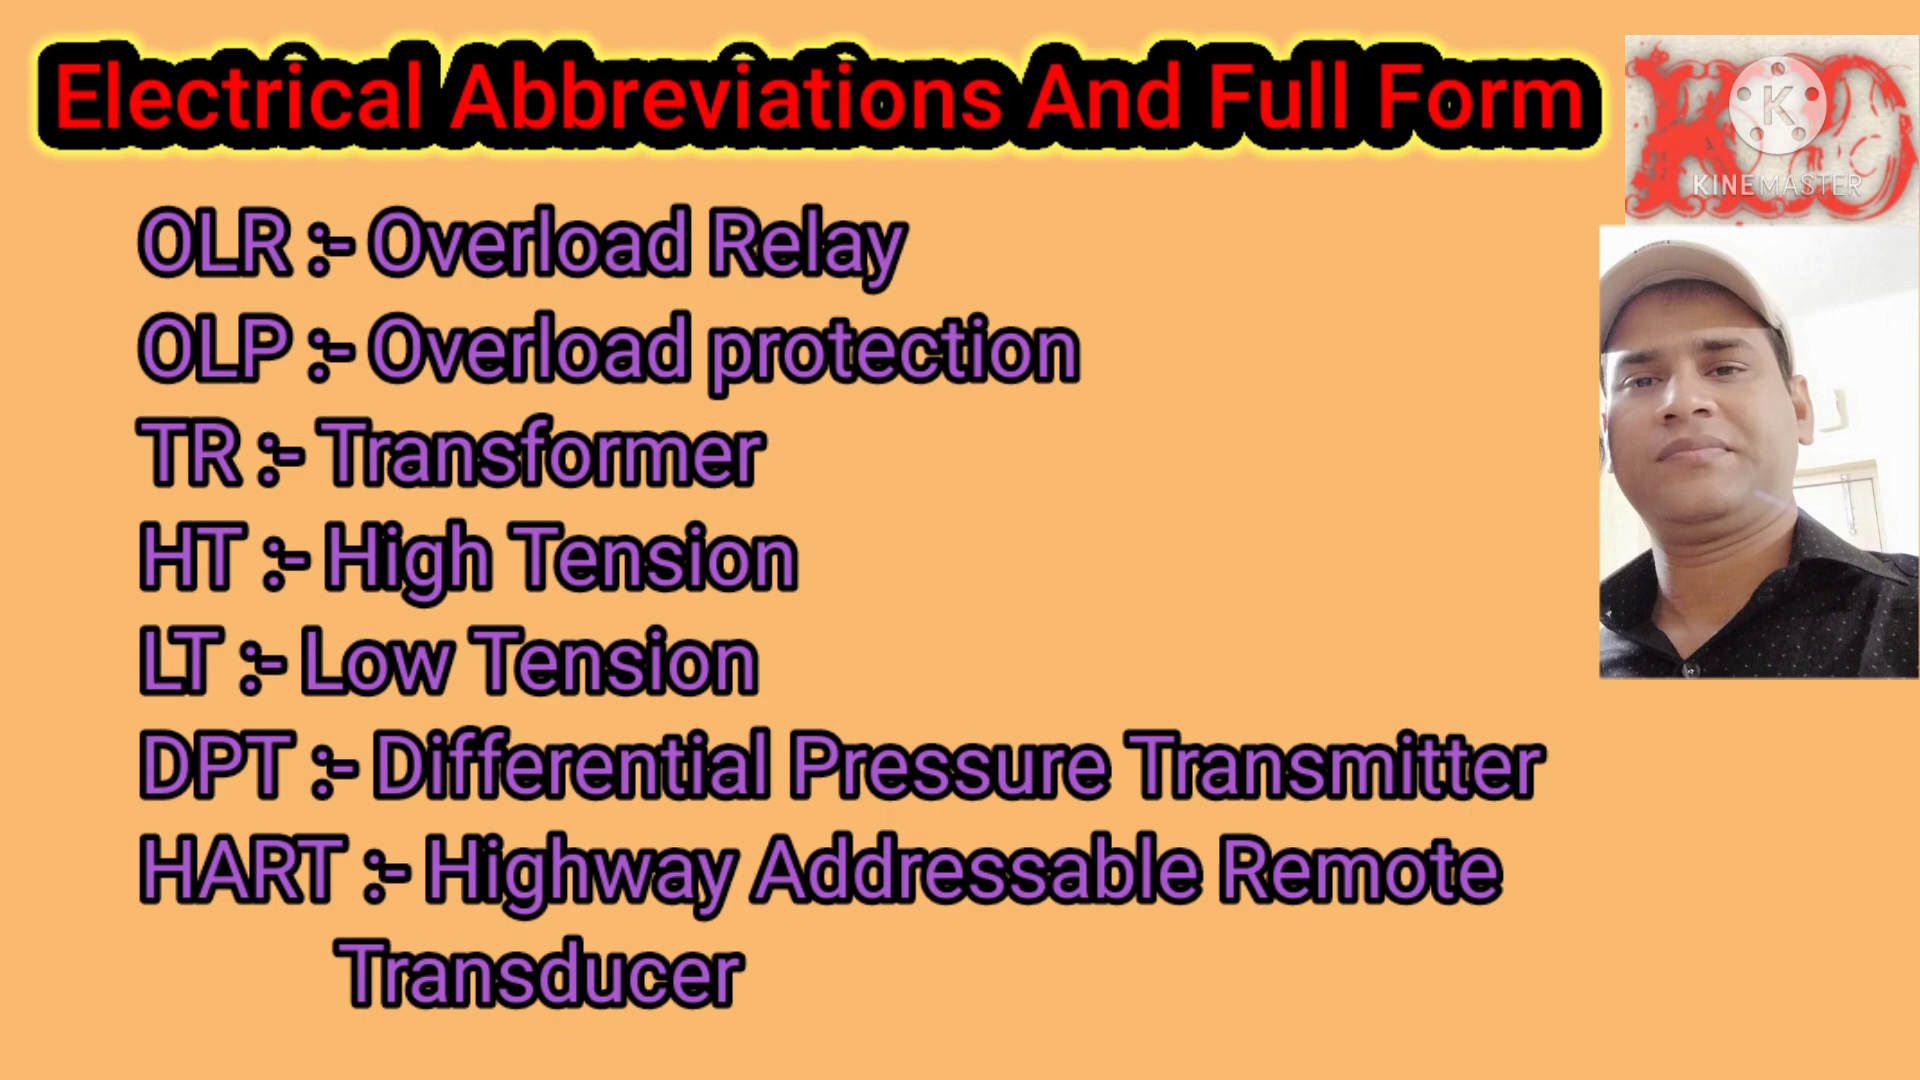 Electrical Abbreviations And Full Form
OLR :- Overload Relay
OLP :- Overload protection
TR :- Transformer
HT :- High Tension
LT :- Low Tension
DPT :- Differential Pressure Transmitter
HART :- Highway Addressable Remote
Transducer
K
KINEMASTER